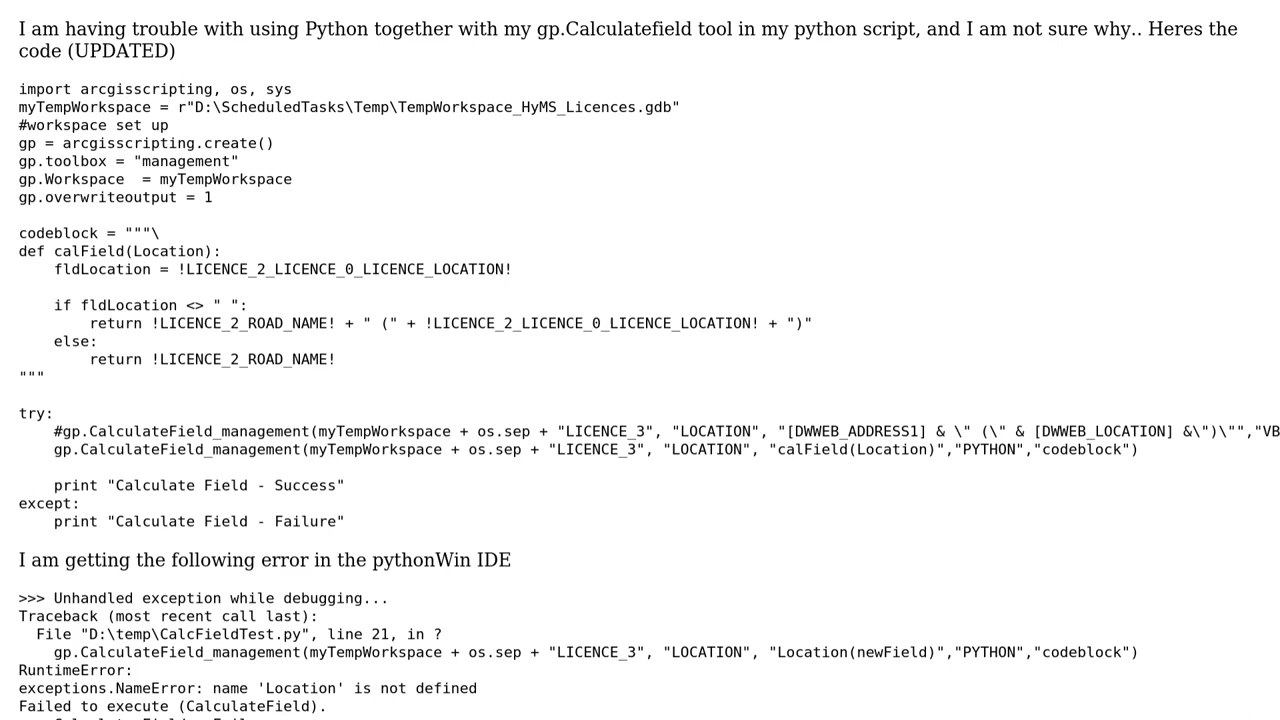 I am having trouble with using Python together with my gp.Calculatefield tool in my python script, and I am not sure why.. Heres the
code (UPDATED)
import arcgisscripting, os, sys
myTempWorkspace = r"D:\ScheduledTasks\Temp\TempWorkspace_HyMS_Licences.gdb"
#workspace set up
gp = arcgisscripting.create()
gp.toolbox = "management"
gp.Workspace  = myTempWorkspace
gp.overwriteoutput = 1
codeblock = """\
def calField(Location):
    fldLocation = !LICENCE_2_LICENCE_0_LICENCE_LOCATION!
    if fldLocation <> " ":
        return !LICENCE_2_ROAD_NAME! + " (" + !LICENCE_2_LICENCE_0_LICENCE_LOCATION! + ")"
    else:
        return !LICENCE_2_ROAD_NAME!
"""
try:
    #gp.CalculateField_management(myTempWorkspace + os.sep + "LICENCE_3", "LOCATION", "[DWWEB_ADDRESS1] & \" (\" & [DWWEB_LOCATION] &\")\"","VB
    gp.CalculateField_management(myTempWorkspace + os.sep + "LICENCE_3", "LOCATION", "calField(Location)","PYTHON","codeblock")
    print "Calculate Field - Success"
except:
    print "Calculate Field - Failure"
I am getting the following error in the pythonWin IDE
>>> Unhandled exception while debugging...
Traceback (most recent call last):
  File "D:\temp\CalcFieldTest.py", line 21, in ?
    gp.CalculateField_management(myTempWorkspace + os.sep + "LICENCE_3", "LOCATION", "Location(newField)","PYTHON","codeblock")
RuntimeError:
exceptions.NameError: name 'Location' is not defined
Failed to execute (CalculateField).